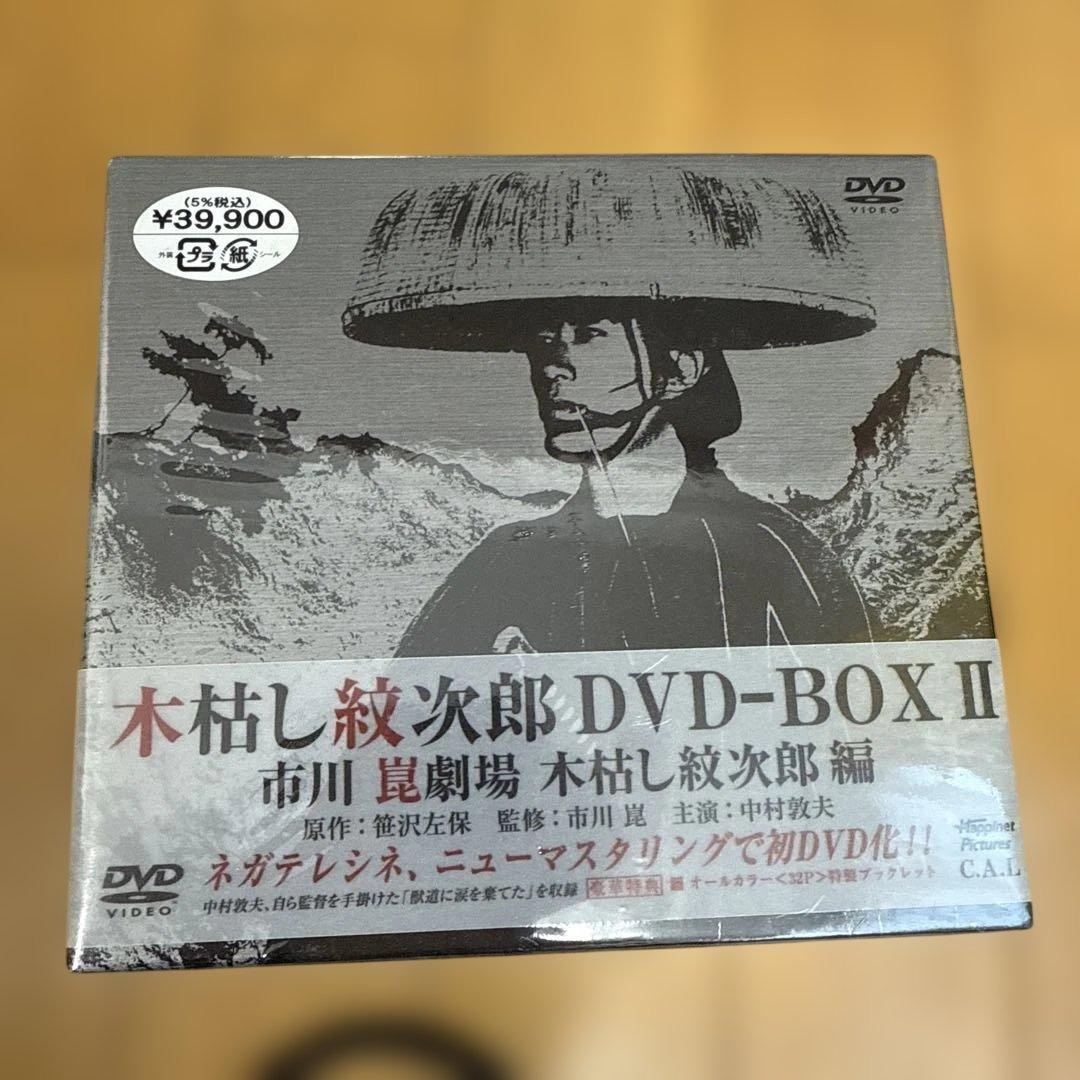 (5%税込)
¥39,900
外装 プラ 紙 シール
DVD
VIDEO
木枯し紋次郎 DVD-BOX II
市川 崑劇場 木枯し紋次郎 編
原作：笹沢左保 監修：市川 崑 主演：中村敦夫
ネガテレシネ、ニューマスタリングで初DVD化!!
中村敦夫、自ら監督を手掛けた「獣道に涙を棄てた」を収録 豪華特典 オールカラー<32P>特製ブックレット
DVD
VIDEO
Happinet
Pictures
C.A.L